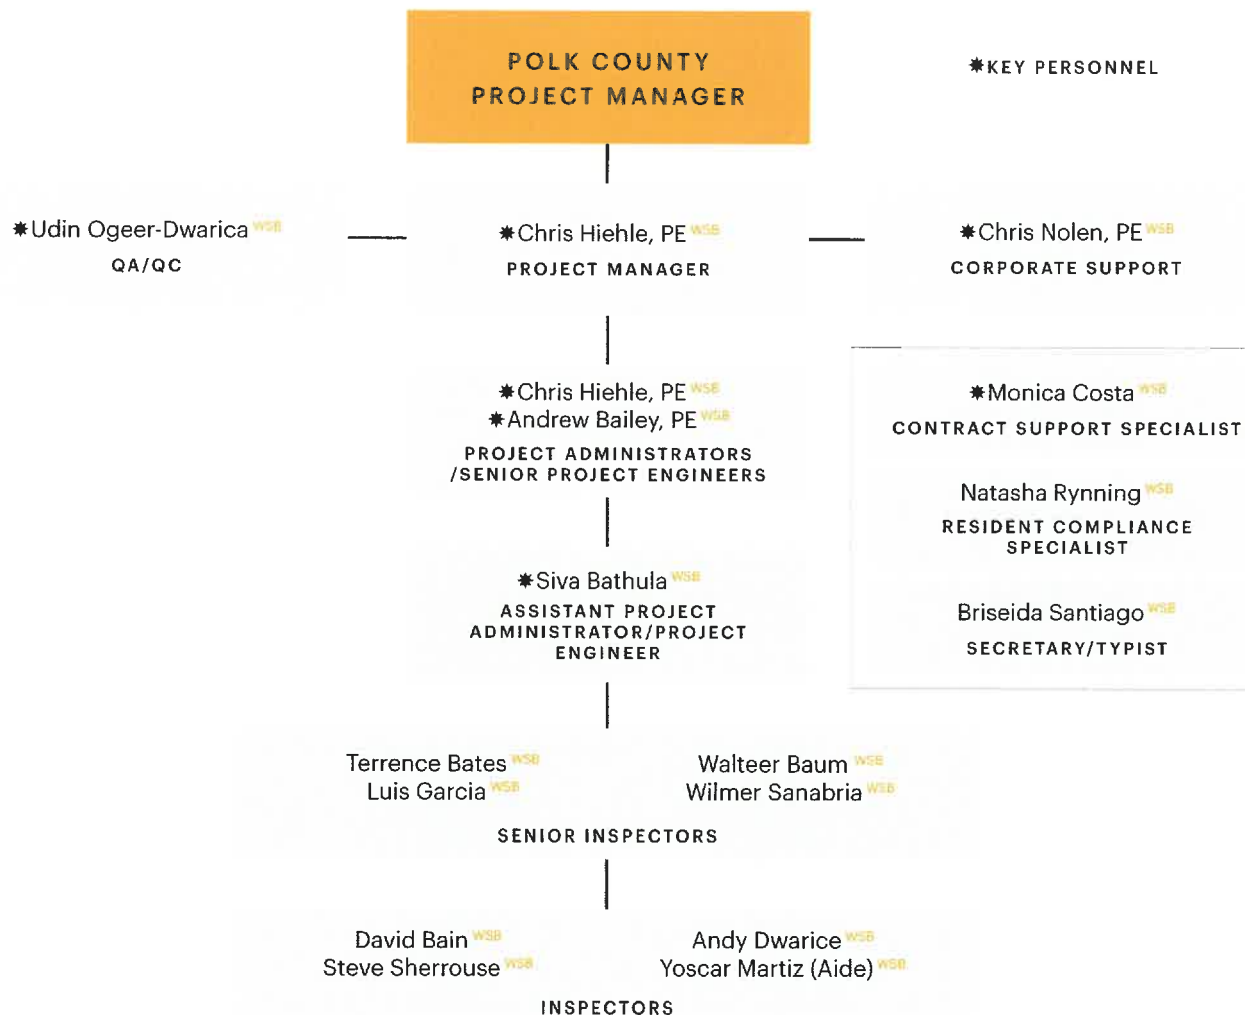 POLK COUNTY
PROJECT MANAGER
✷KEY PERSONNEL
✷Udin Ogeer-Dwarica WSB
QA/QC
✷Chris Hiehle, PE WSB
PROJECT MANAGER
✷Chris Nolen, PE WSB
CORPORATE SUPPORT
✷Chris Hiehle, PE WSB
✷Andrew Bailey, PE WSB
PROJECT ADMINISTRATORS
/SENIOR PROJECT ENGINEERS
✷Monica Costa WSB
CONTRACT SUPPORT SPECIALIST
Natasha Rynning WSB
RESIDENT COMPLIANCE
SPECIALIST
Briseida Santiago WSB
SECRETARY/TYPIST
✷Siva Bathula WSB
ASSISTANT PROJECT
ADMINISTRATOR/PROJECT
ENGINEER
Terrence Bates WSB
Luis Garcia WSB
Walteer Baum WSB
Wilmer Sanabria WSB
SENIOR INSPECTORS
David Bain WSB
Steve Sherrouse WSB
Andy Dwarice WSB
Yoscar Martiz (Aide) WSB
INSPECTORS